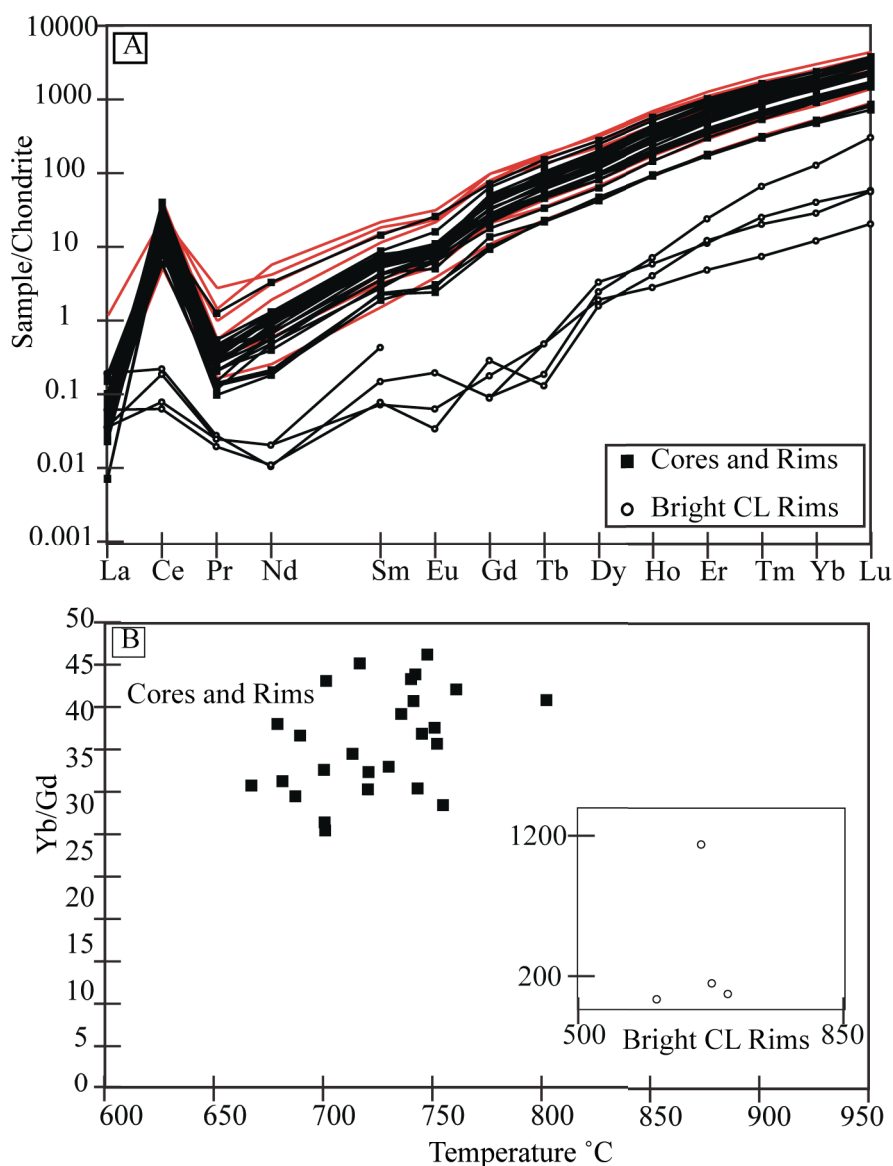 A
10000
1000
100
10
1
0.1
0.01
0.001
Sample/Chondrite
Cores and Rims
Bright CL Rims
La Ce Pr Nd Sm Eu Gd Tb Dy Ho Er Tm Yb Lu
B
50
45
40
35
30
25
20
15
10
5
0
Yb/Gd
Cores and Rims
1200
200
500 850
Bright CL Rims
600 650 700 750 800 850 900 950
Temperature °C